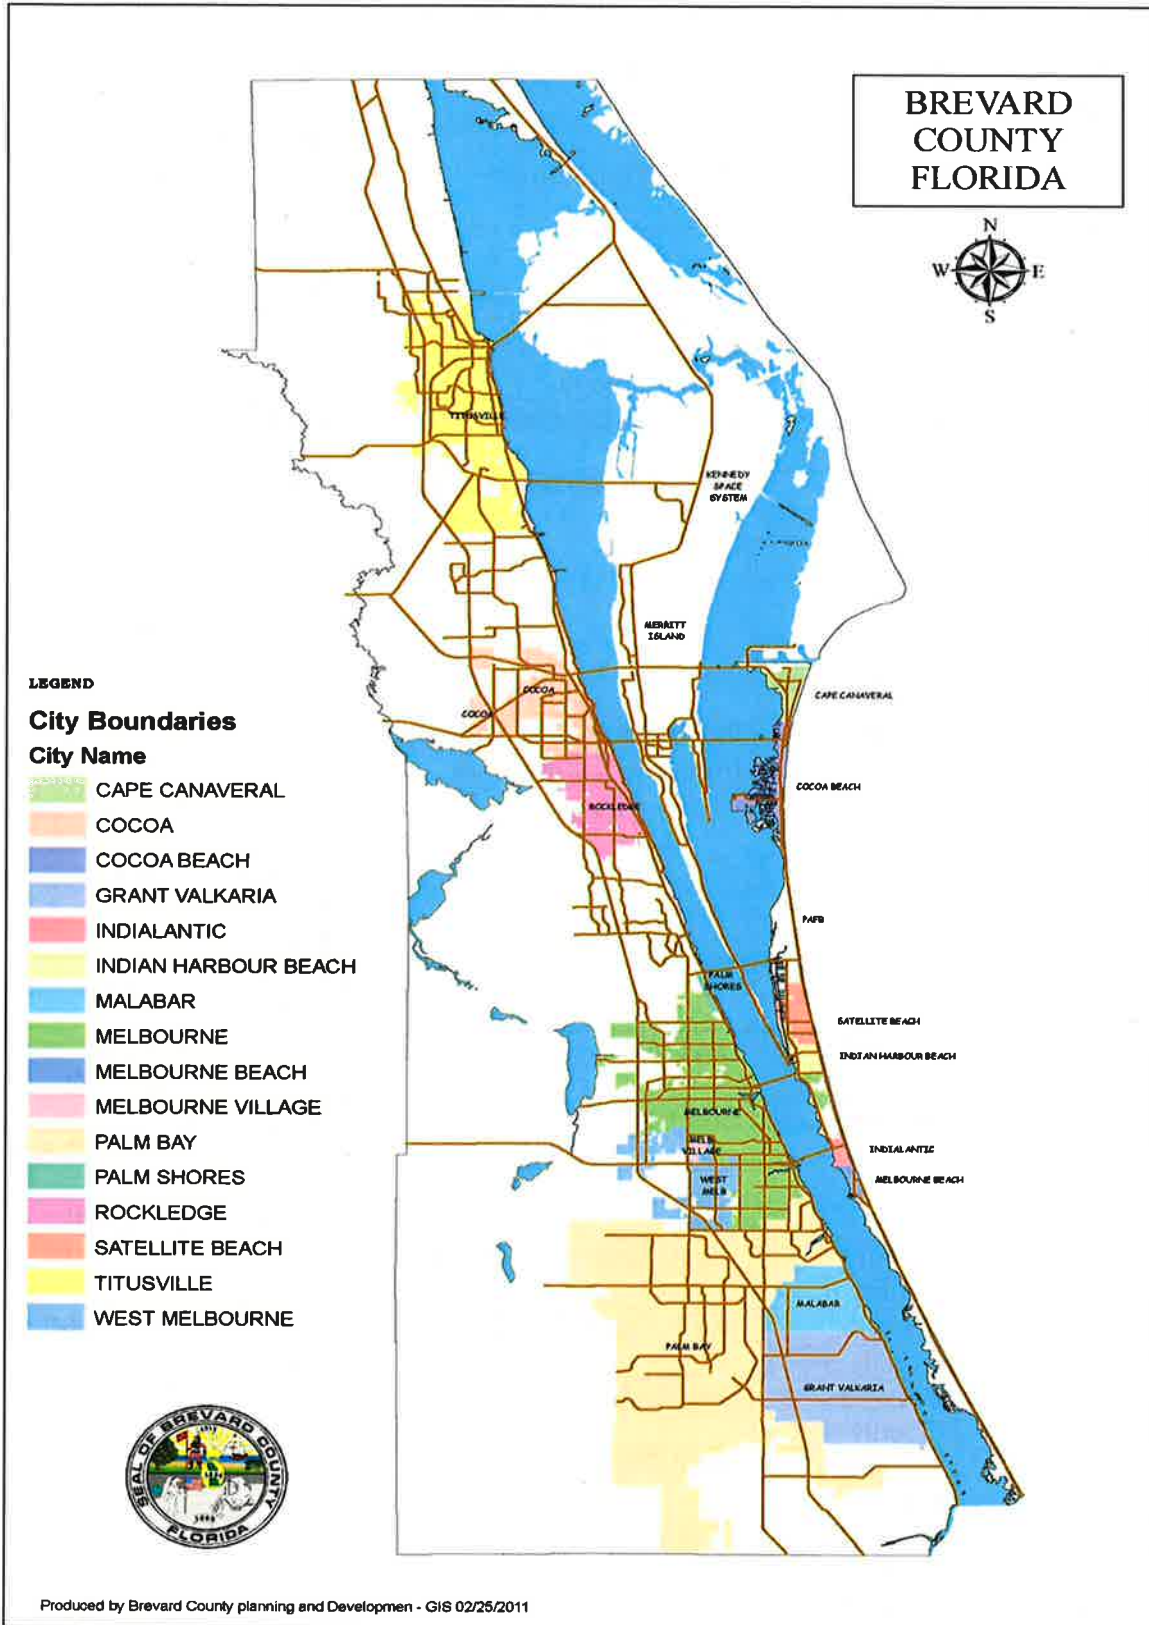 BREVARD
COUNTY
FLORIDA
N
W
E
S
TITUSVILLE
KENNEDY
SPACE
SYSTEM
MERRITT
ISLAND
COCOA
COCOA
CAPE CANAVERAL
COCOA BEACH
ROCKLEDGE
PAFB
PALM
SHORES
SATELLITE BEACH
INDIAN HARBOUR BEACH
MELBOURNE
MELB
VILLAGE
INDIALANTIC
WEST
MELB
MELBOURNE BEACH
MALABAR
PALM BAY
GRANT VALKARIA
LEGEND
City Boundaries
City Name
CAPE CANAVERAL
COCOA
COCOA BEACH
GRANT VALKARIA
INDIALANTIC
INDIAN HARBOUR BEACH
MALABAR
MELBOURNE
MELBOURNE BEACH
MELBOURNE VILLAGE
PALM BAY
PALM SHORES
ROCKLEDGE
SATELLITE BEACH
TITUSVILLE
WEST MELBOURNE
SEAL OF BREVARD COUNTY
FLORIDA
Produced by Brevard County planning and Developmen - GIS 02/25/2011